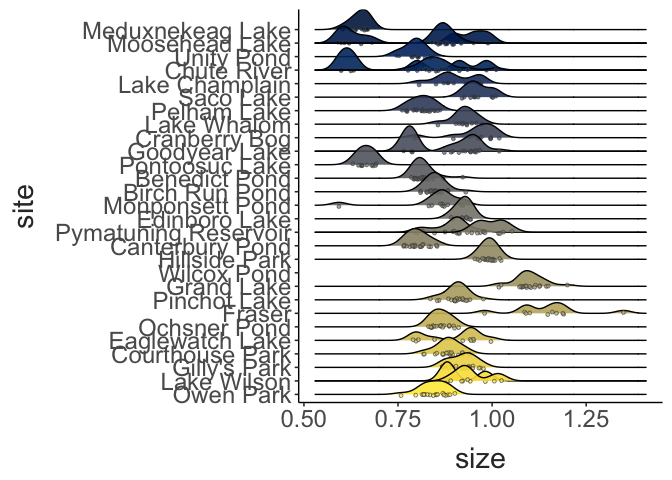 Meduxnekeag Lake
Moosehead Lake
Unity Pond
Chute River
Lake Champlain
Saco Lake
Pelham Lake
Lake Whalom
Cranberry Bog
Goodyear Lake
Pontoosuc Lake
Benedict Pond
Birch Run Pond
Monponsett Pond
Edinboro Lake
Pymatuning Reservoir
Canterbury Pond
Hillside Park
Wilcox Pond
Grand Lake
Pinchot Lake
Fraser
Ochsner Pond
Eaglewatch Lake
Courthouse Park
Gilly's Park
Lake Wilson
Owen Park
site
0.50 0.75 1.00 1.25
size